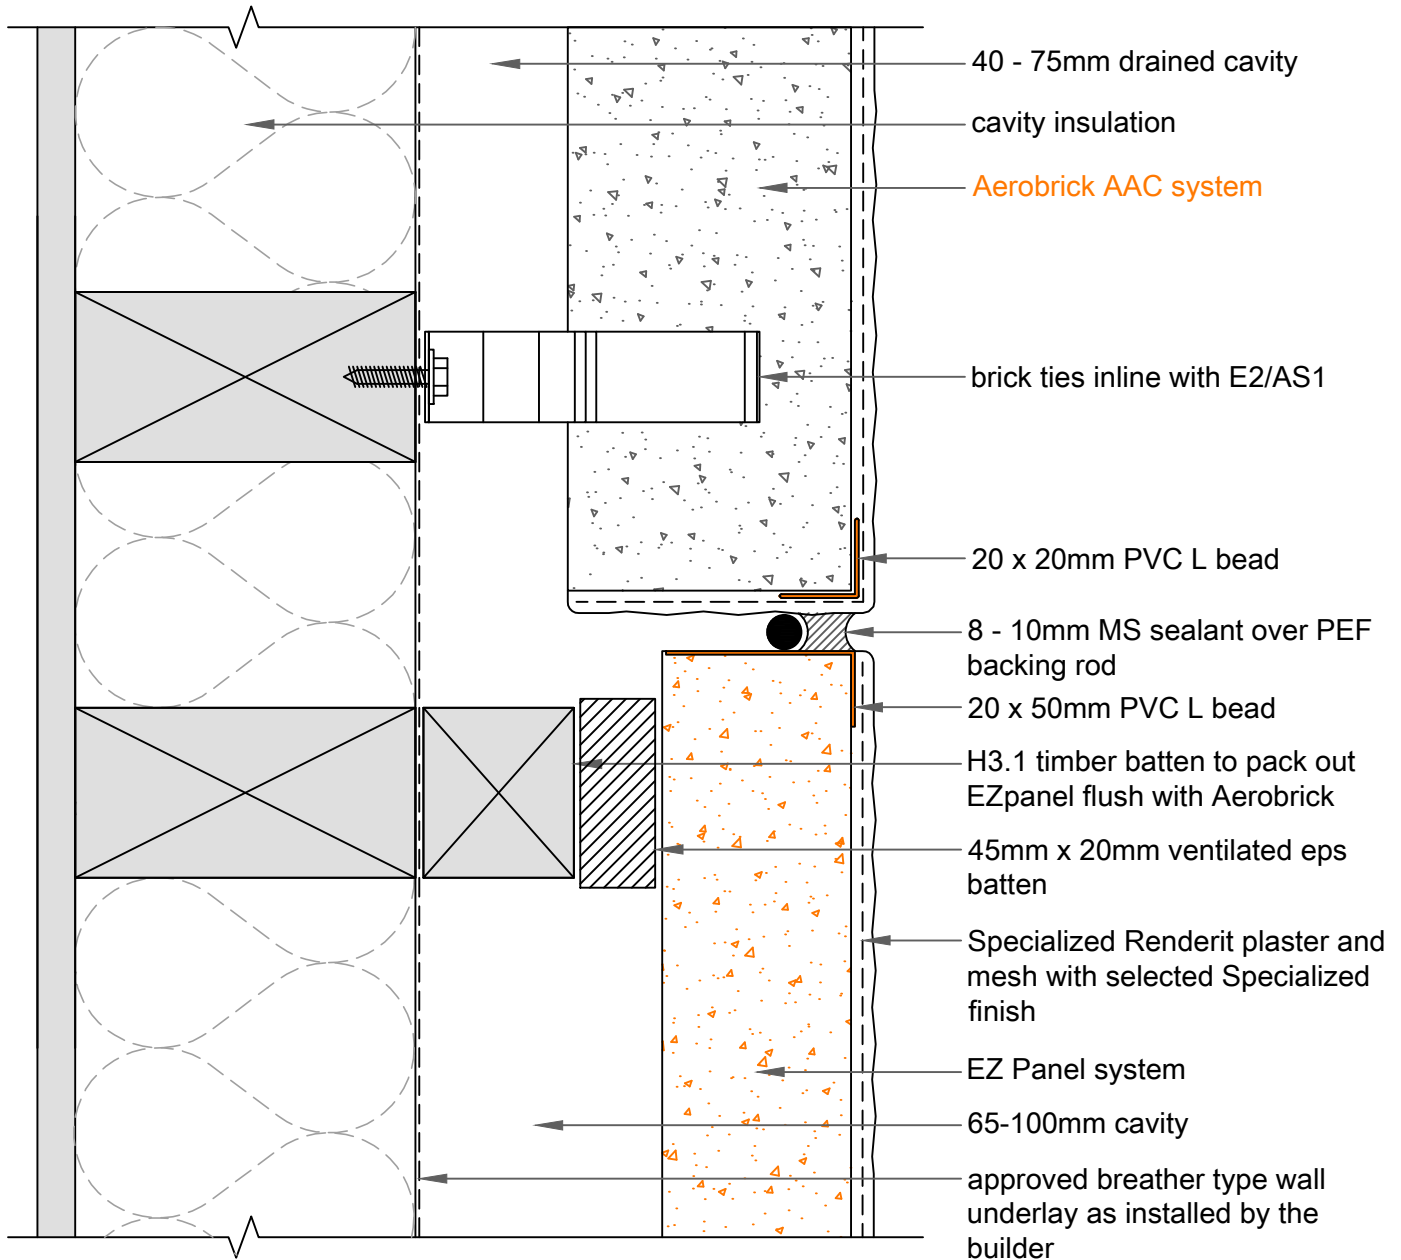 40 - 75mm drained cavity
cavity insulation
Aerobrick AAC system
brick ties inline with E2/AS1
20 x 20mm PVC L bead
8 - 10mm MS sealant over PEF
backing rod
20 x 50mm PVC L bead
H3.1 timber batten to pack out
EZpanel flush with Aerobrick
45mm x 20mm ventilated eps
batten
Specialized Renderit plaster and
mesh with selected Specialized
finish
EZ Panel system
65-100mm cavity
approved breather type wall
underlay as installed by the
builder